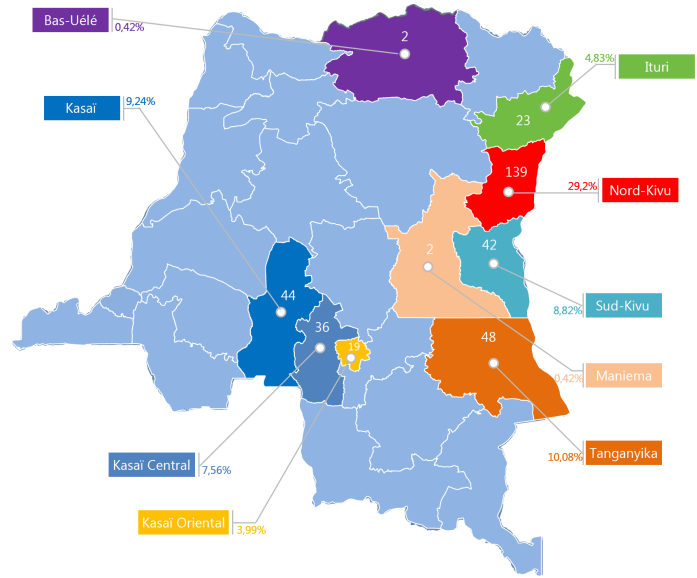 Bas-Uélé
0,42%
2
4,83%
Ituri
23
Kasaï
9,24%
139
29,2%
Nord-Kivu
42
2
Sud-Kivu
8,82%
44
36
19
48
0,42%
Maniema
Tanganyika
10,08%
Kasaï Central
7,56%
Kasaï Oriental
3,99%